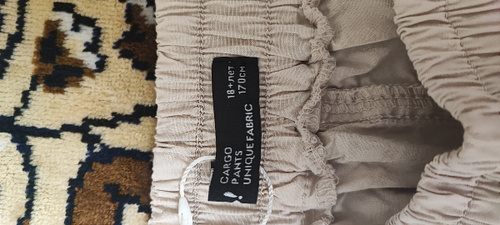 CARGO
PANTS
UNIQUE FABRIC
18+лет
170см